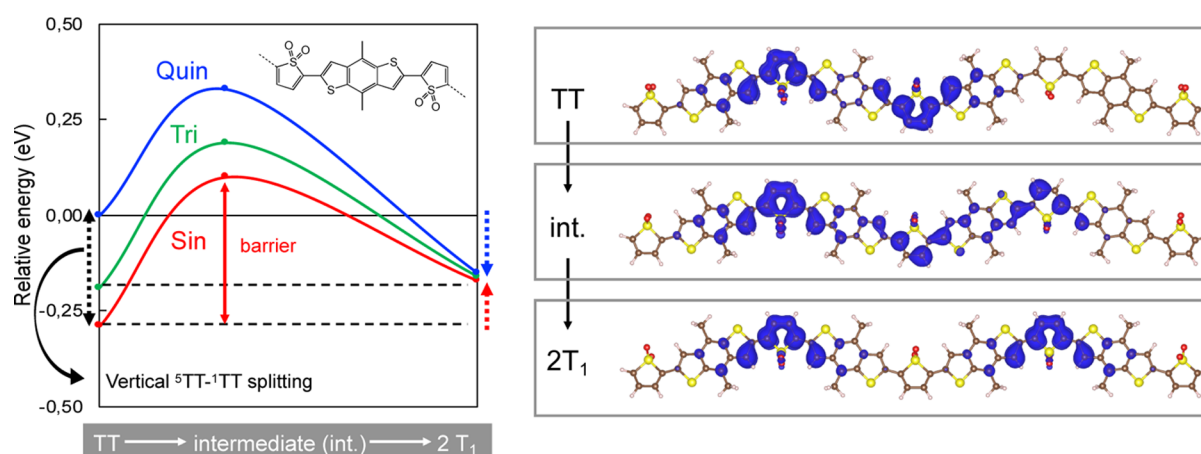 0,50
0,25
0,00
-0,25
-0,50
Relative energy (eV)
Quin
Tri
Sin
barrier
O
O
S
S
S
S
O
O
Vertical ⁵TT-¹TT splitting
TT intermediate (int.) 2 T₁
TT
int.
2T₁